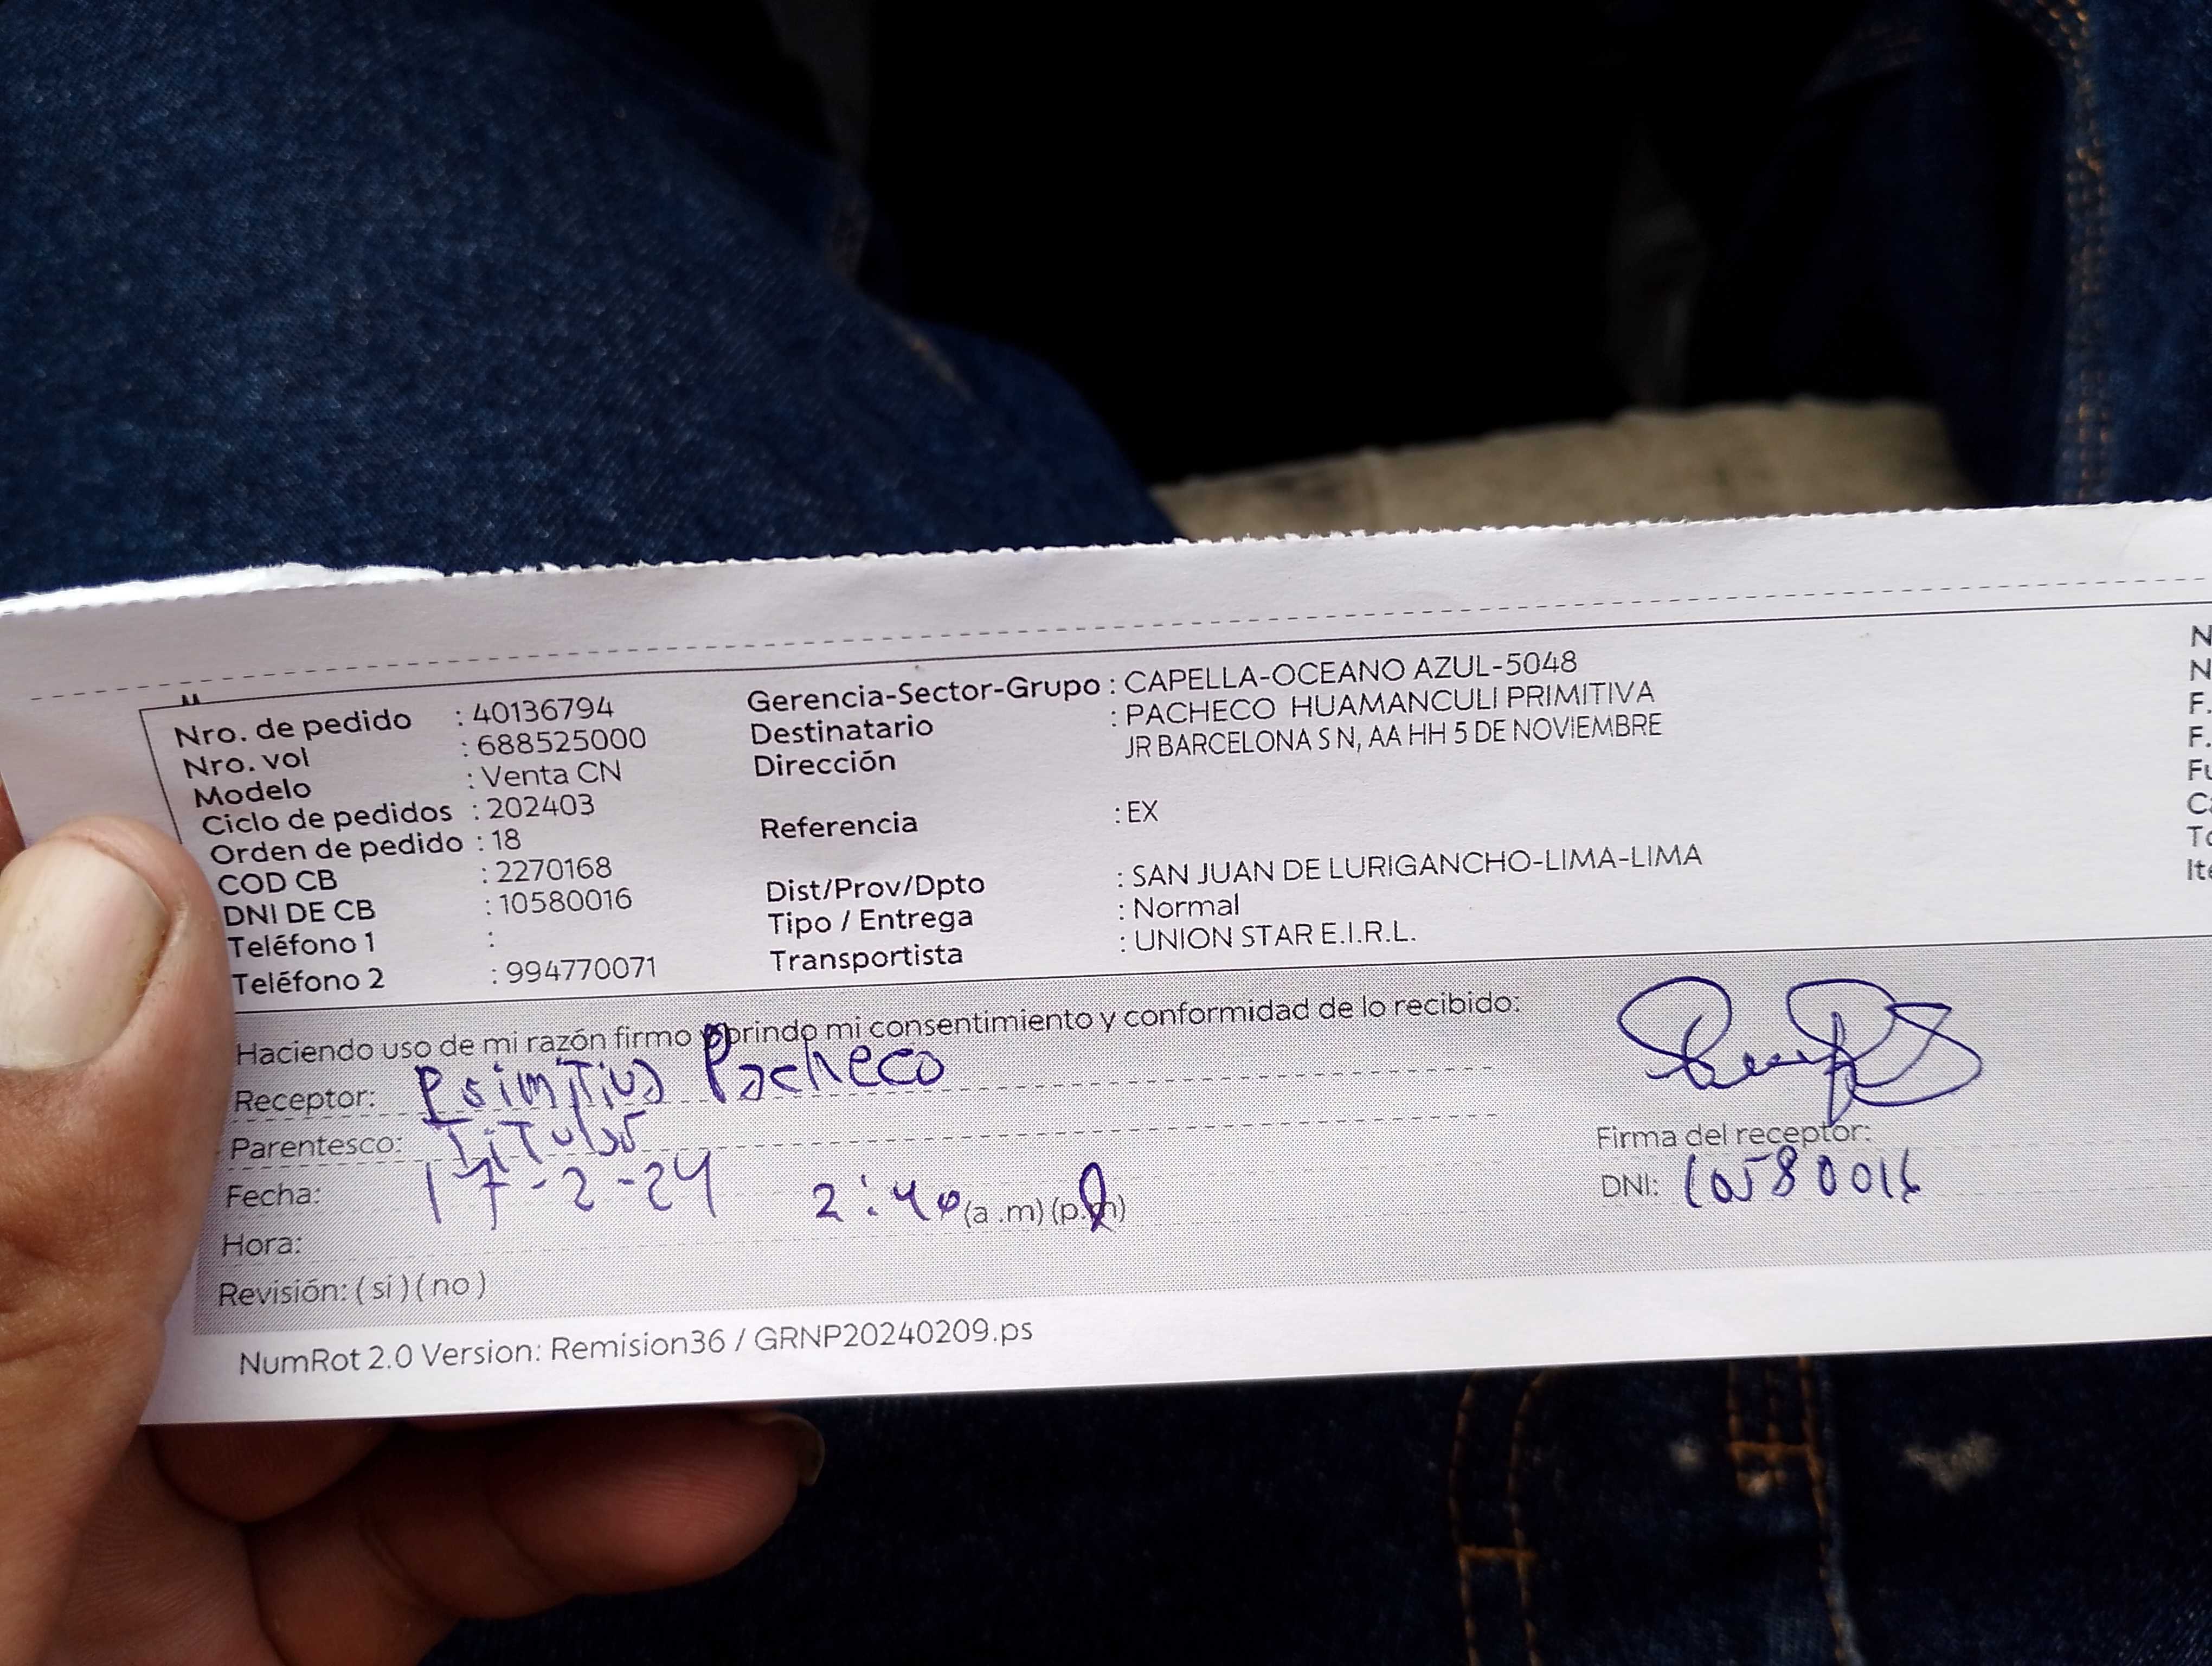 Nro. de pedido : 40136794
Nro. vol : 688525000
Modelo : Venta CN
Ciclo de pedidos : 202403
Orden de pedido : 18
COD CB : 2270168
DNI DE CB : 10580016
Teléfono 1 :
Teléfono 2 : 994770071
Gerencia-Sector-Grupo : CAPELLA-OCEANO AZUL-5048
Destinatario : PACHECO HUAMANCULI PRIMITIVA
Dirección JR BARCELONA S N, AA HH 5 DE NOVIEMBRE
Referencia : EX
Dist/Prov/Dpto : SAN JUAN DE LURIGANCHO-LIMA-LIMA
Tipo / Entrega : Normal
Transportista : UNION STAR E.I.R.L.
N
N
F.
F.
Fu
Ca
To
Ite
Haciendo uso de mi razón firmo y brindo mi consentimiento y conformidad de lo recibido:
Receptor: Primitiva Pacheco
Parentesco: Titular
Fecha: 17-2-24 2:40 (a .m) (p.m)
Hora:
Revisión: ( si ) ( no )
Firma del receptor:
DNI: 10580016
NumRot 2.0 Version: Remision36 / GRNP20240209.ps